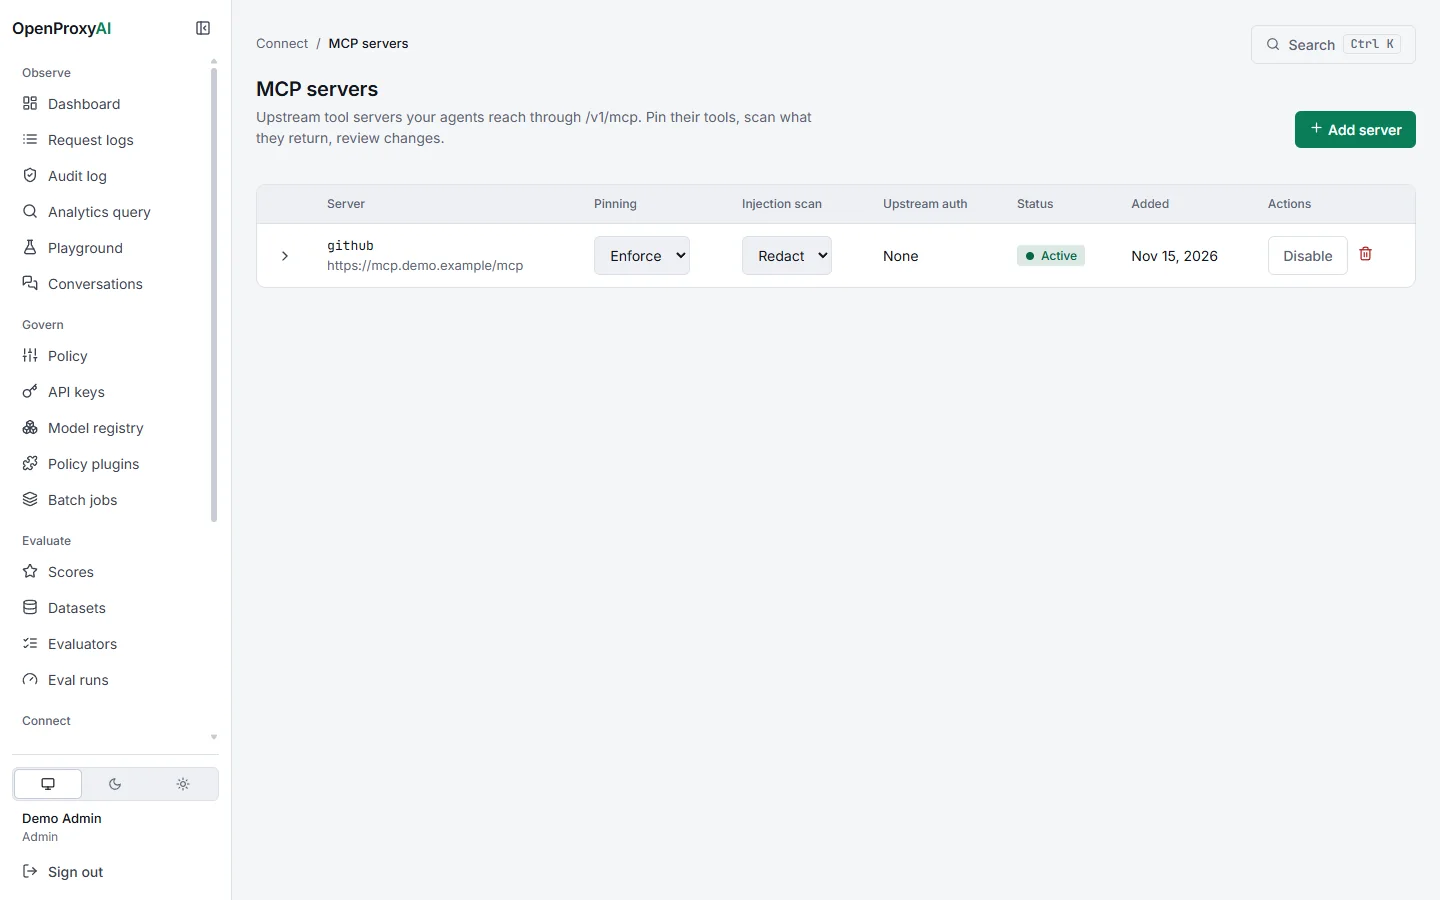 OpenProxyAI
Observe
Dashboard
Request logs
Audit log
Analytics query
Playground
Conversations
Govern
Policy
API keys
Model registry
Policy plugins
Batch jobs
Evaluate
Scores
Datasets
Evaluators
Eval runs
Connect
Demo Admin
Admin
Sign out
Connect / MCP servers
Search Ctrl K
MCP servers
Upstream tool servers your agents reach through /v1/mcp. Pin their tools, scan what
they return, review changes.
+ Add server
Server Pinning Injection scan Upstream auth Status Added Actions
github
https://mcp.demo.example/mcp
Enforce Redact None Active Nov 15, 2026 Disable